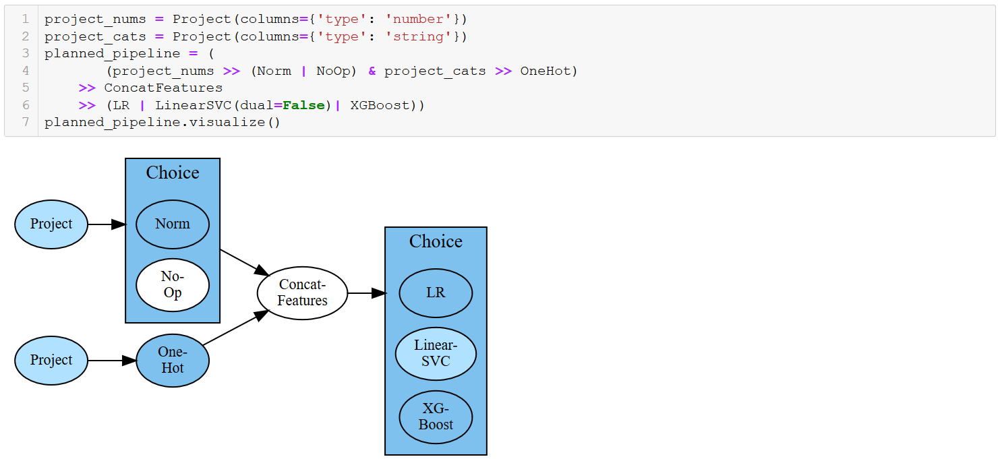 1 project_nums = Project(columns={'type': 'number'})
2 project_cats = Project(columns={'type': 'string'})
3 planned_pipeline = (
4         (project_nums >> (Norm | NoOp) & project_cats >> OneHot)
5     >> ConcatFeatures
6     >> (LR | LinearSVC(dual=False)| XGBoost))
7 planned_pipeline.visualize()
Choice
Project
Norm
No-
Op
Project
One-
Hot
Concat-
Features
Choice
LR
Linear-
SVC
XG-
Boost